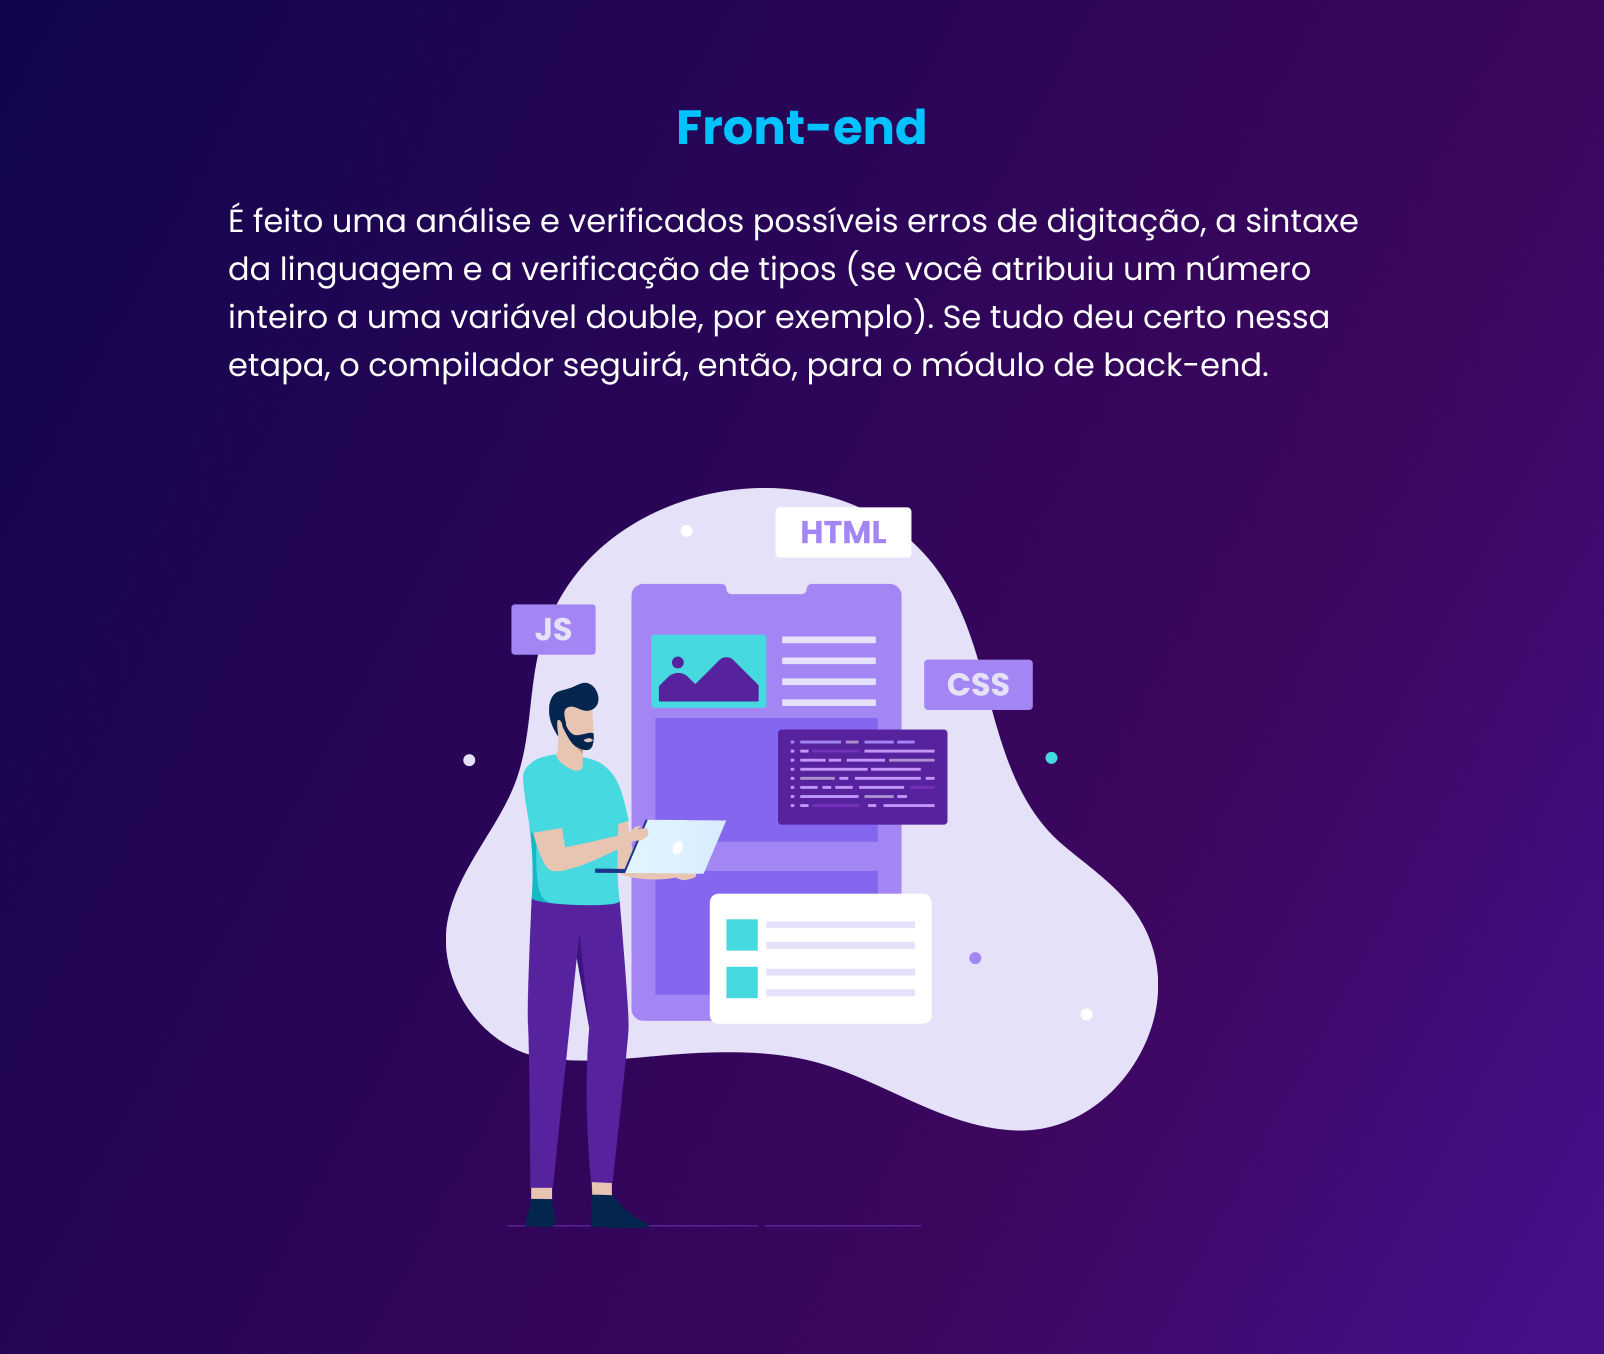 Front-end
É feito uma análise e verificados possíveis erros de digitação, a sintaxe
da linguagem e a verificação de tipos (se você atribuiu um número
inteiro a uma variável double, por exemplo). Se tudo deu certo nessa
etapa, o compilador seguirá, então, para o módulo de back-end.
HTML
JS
CSS